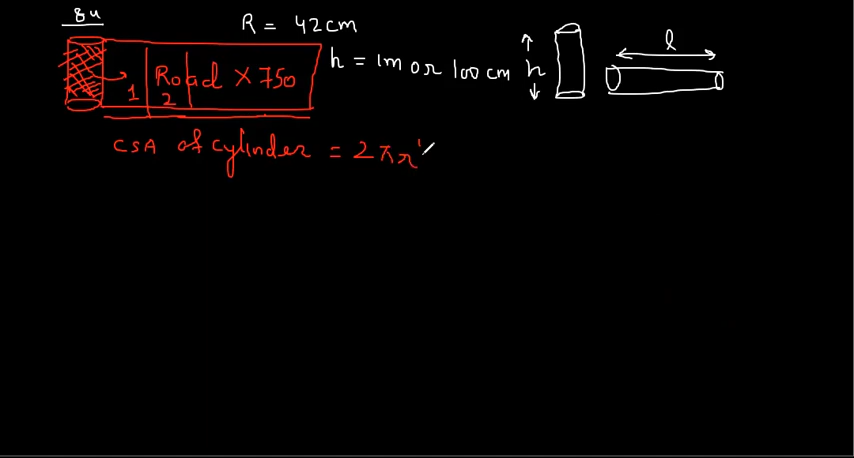 84
R = 42cm
h = 1m or 100 cm
h
l
1
Road × 750
2
CSA of cylinder = 2πr